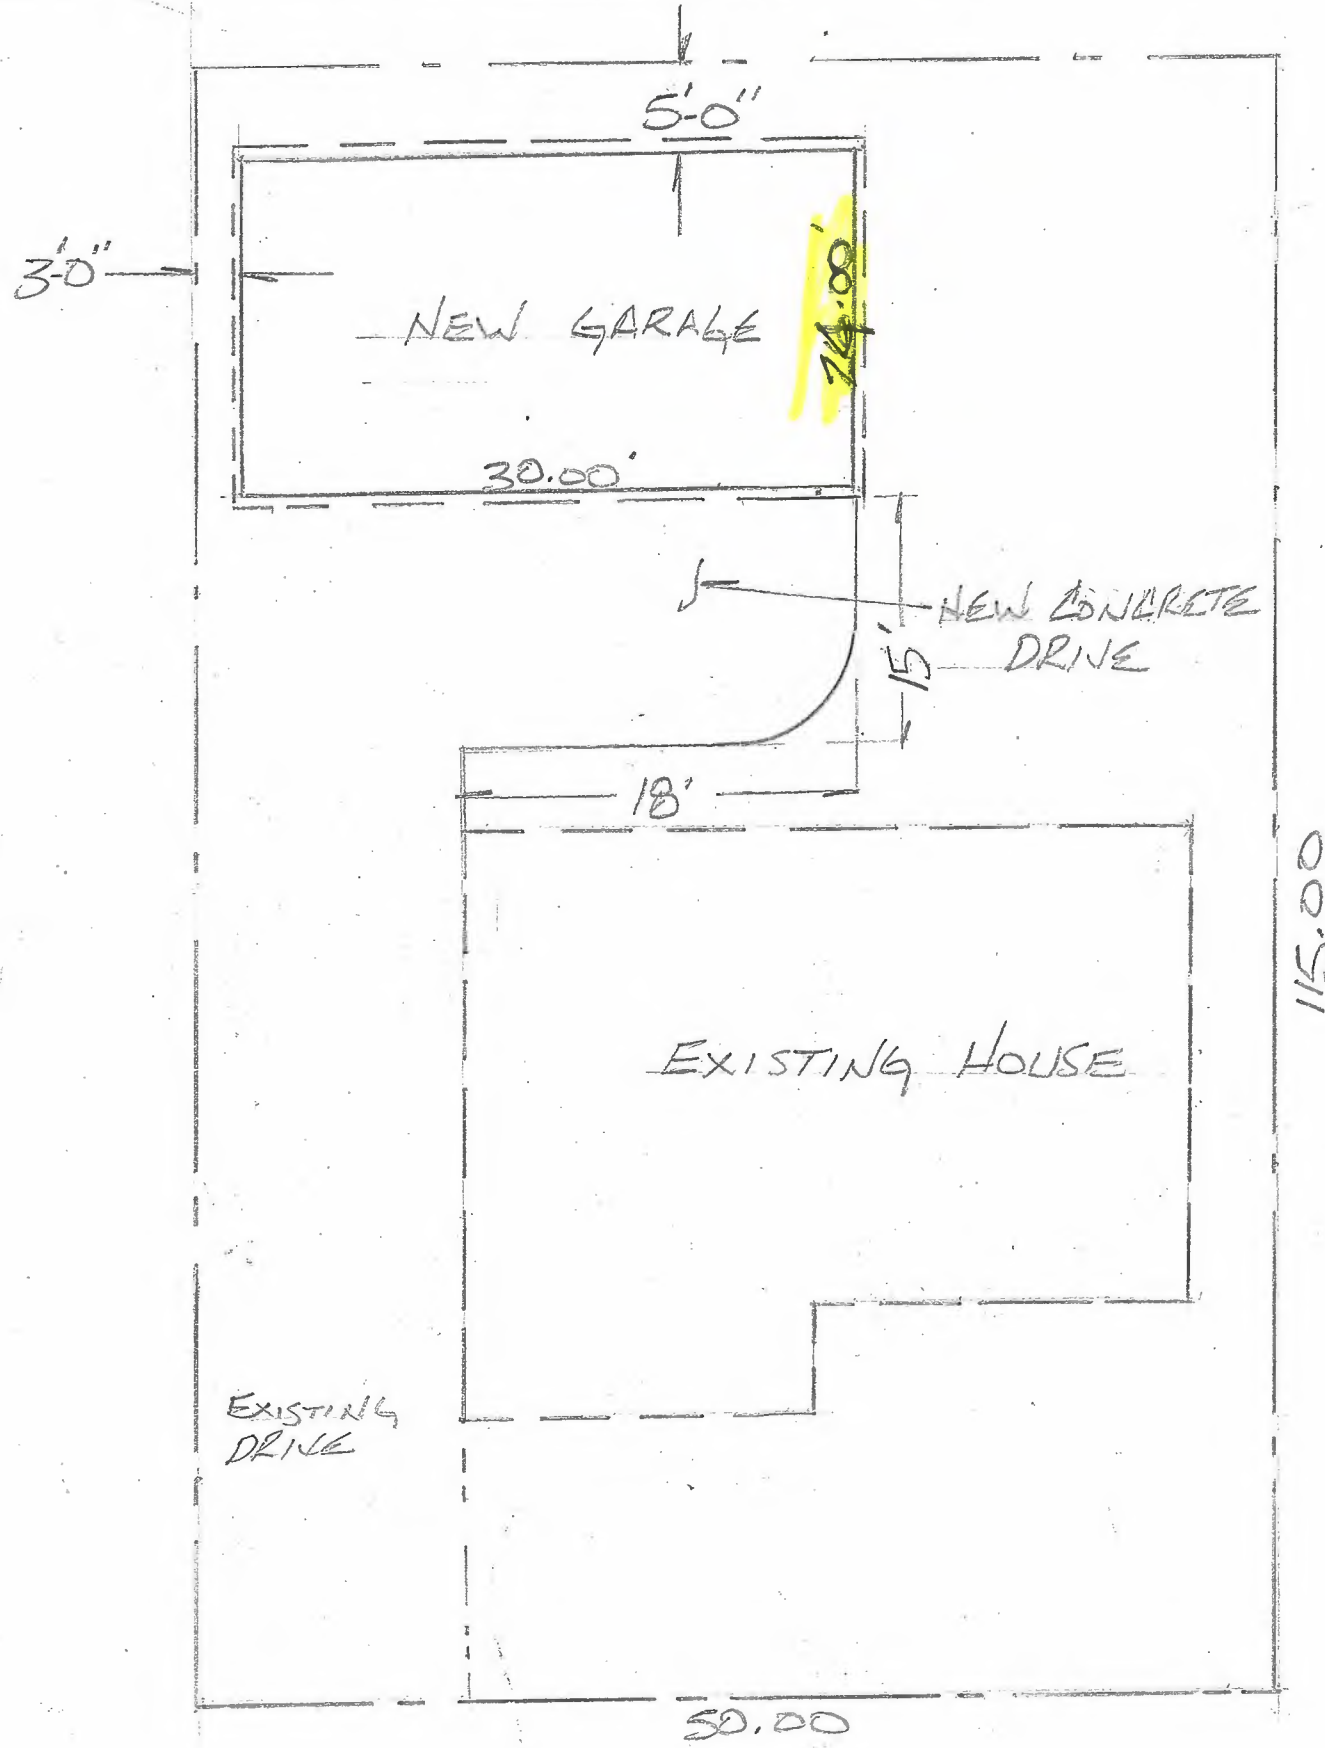 5'-0"
3'-0"
NEW GARAGE
24.00'
30.00'
NEW CONCRETE
DRIVE
15'
18'
115.00
EXISTING HOUSE
EXISTING
DRIVE
50.00